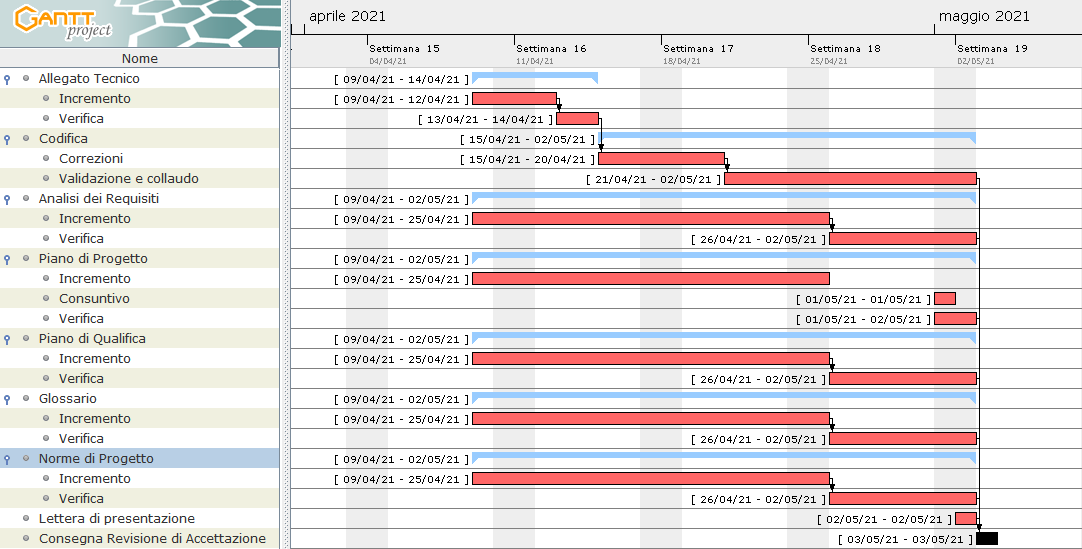 GANTT project
aprile 2021 maggio 2021
Settimana 15 Settimana 16 Settimana 17 Settimana 18 Settimana 19
04/04/21 11/04/21 18/04/21 25/04/21 02/05/21
Nome
Allegato Tecnico [ 09/04/21 - 14/04/21 ]
Incremento [ 09/04/21 - 12/04/21 ]
Verifica [ 13/04/21 - 14/04/21 ]
Codifica [ 15/04/21 - 02/05/21 ]
Correzioni [ 15/04/21 - 20/04/21 ]
Validazione e collaudo [ 21/04/21 - 02/05/21 ]
Analisi dei Requisiti [ 09/04/21 - 02/05/21 ]
Incremento [ 09/04/21 - 25/04/21 ]
Verifica [ 26/04/21 - 02/05/21 ]
Piano di Progetto [ 09/04/21 - 02/05/21 ]
Incremento [ 09/04/21 - 25/04/21 ]
Consuntivo [ 01/05/21 - 01/05/21 ]
Verifica [ 01/05/21 - 02/05/21 ]
Piano di Qualifica [ 09/04/21 - 02/05/21 ]
Incremento [ 09/04/21 - 25/04/21 ]
Verifica [ 26/04/21 - 02/05/21 ]
Glossario [ 09/04/21 - 02/05/21 ]
Incremento [ 09/04/21 - 25/04/21 ]
Verifica [ 26/04/21 - 02/05/21 ]
Norme di Progetto [ 09/04/21 - 02/05/21 ]
Incremento [ 09/04/21 - 25/04/21 ]
Verifica [ 26/04/21 - 02/05/21 ]
Lettera di presentazione [ 02/05/21 - 02/05/21 ]
Consegna Revisione di Accettazione [ 03/05/21 - 03/05/21 ]